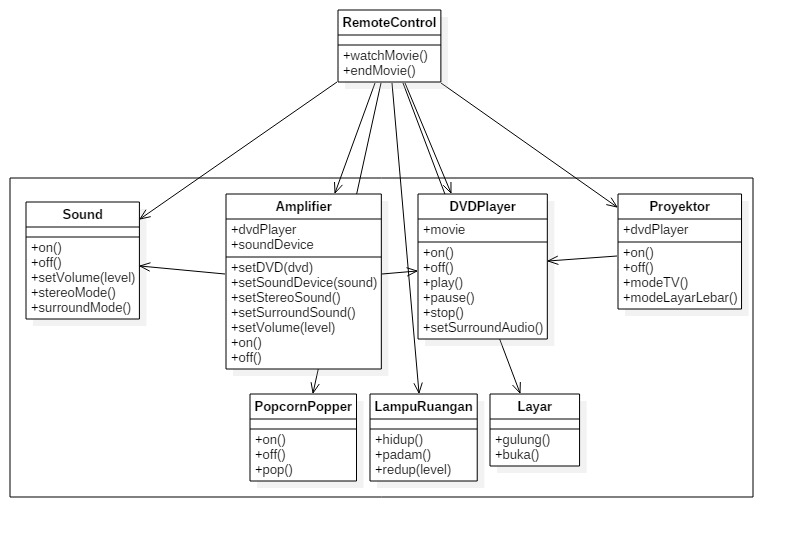 RemoteControl
+watchMovie()
+endMovie()
Sound
+on()
+off()
+setVolume(level)
+stereoMode()
+surroundMode()
Amplifier
+dvdPlayer
+soundDevice
+setDVD(dvd)
+setSoundDevice(sound)
+setStereoSound()
+setSurroundSound()
+setVolume(level)
+on()
+off()
DVDPlayer
+movie
+on()
+off()
+play()
+pause()
+stop()
+setSurroundAudio()
Proyektor
+dvdPlayer
+on()
+off()
+modeTV()
+modeLayarLebar()
PopcornPopper
+on()
+off()
+pop()
LampuRuangan
+hidup()
+padam()
+redup(level)
Layar
+gulung()
+buka()